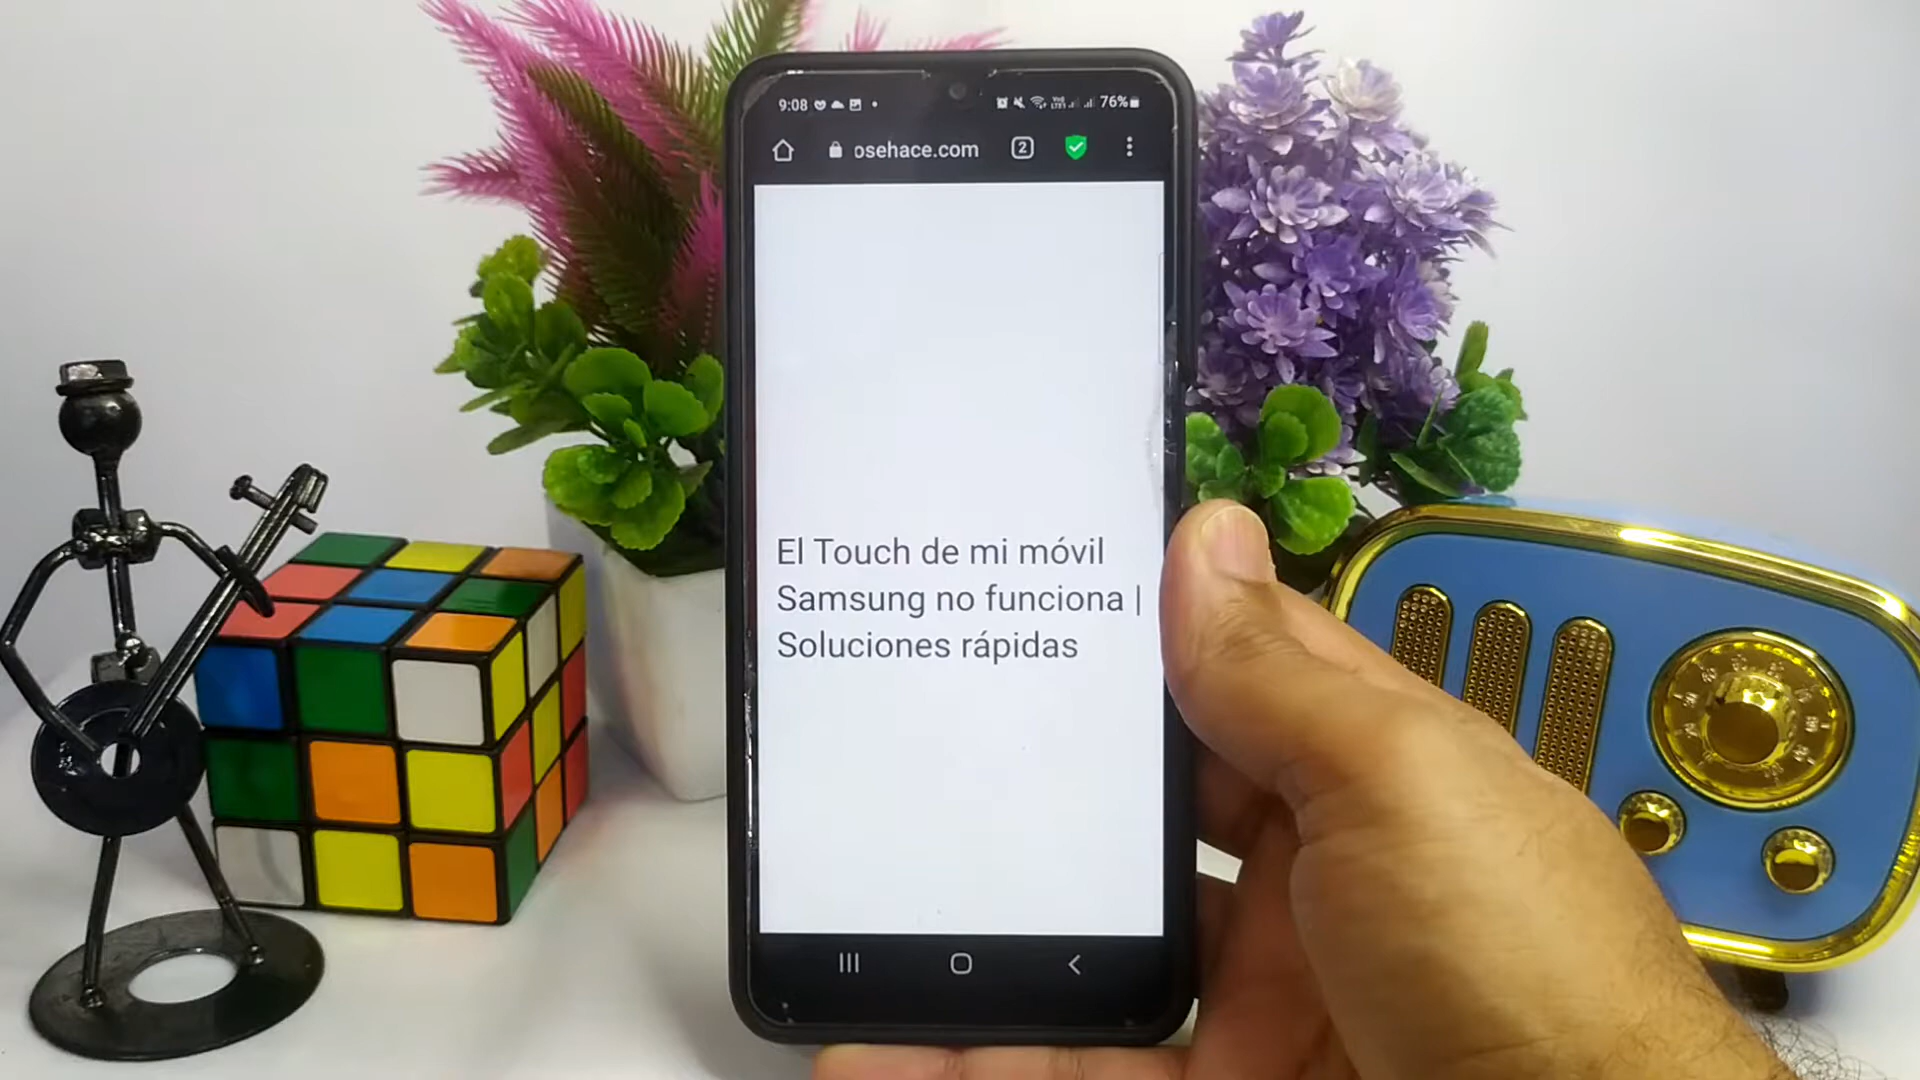 9:08
76%
osehace.com
2
El Touch de mi móvil
Samsung no funciona |
Soluciones rápidas